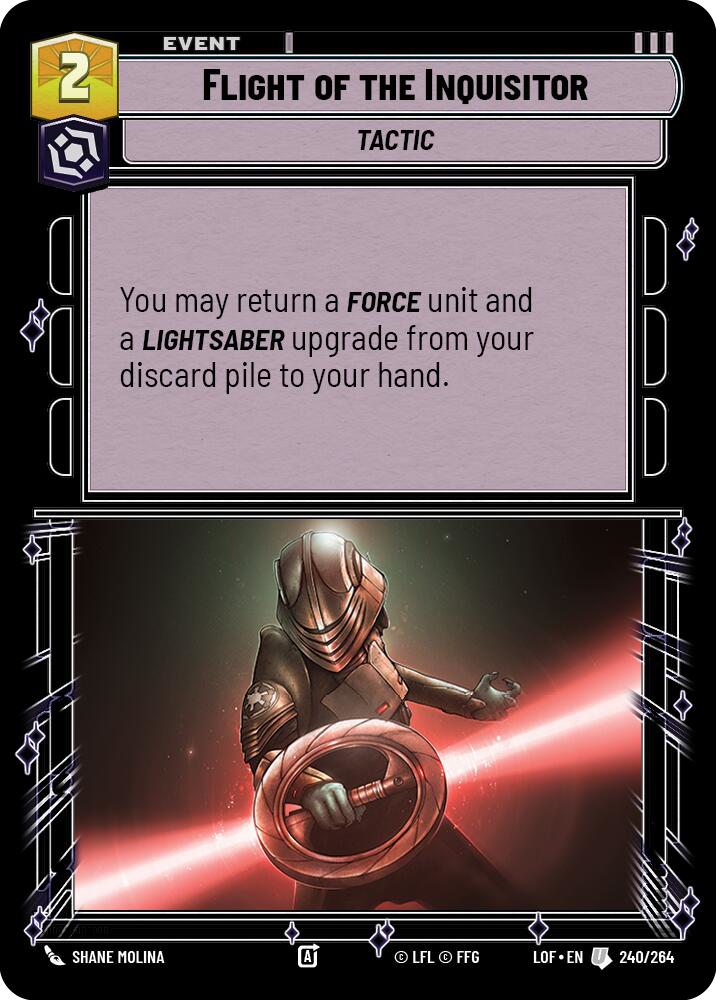 EVENT
2
FLIGHT OF THE INQUISITOR
TACTIC
You may return a FORCE unit and
a LIGHTSABER upgrade from your
discard pile to your hand.
SHANE MOLINA
A
© LFL © FFG
LOF • EN
U
240/264